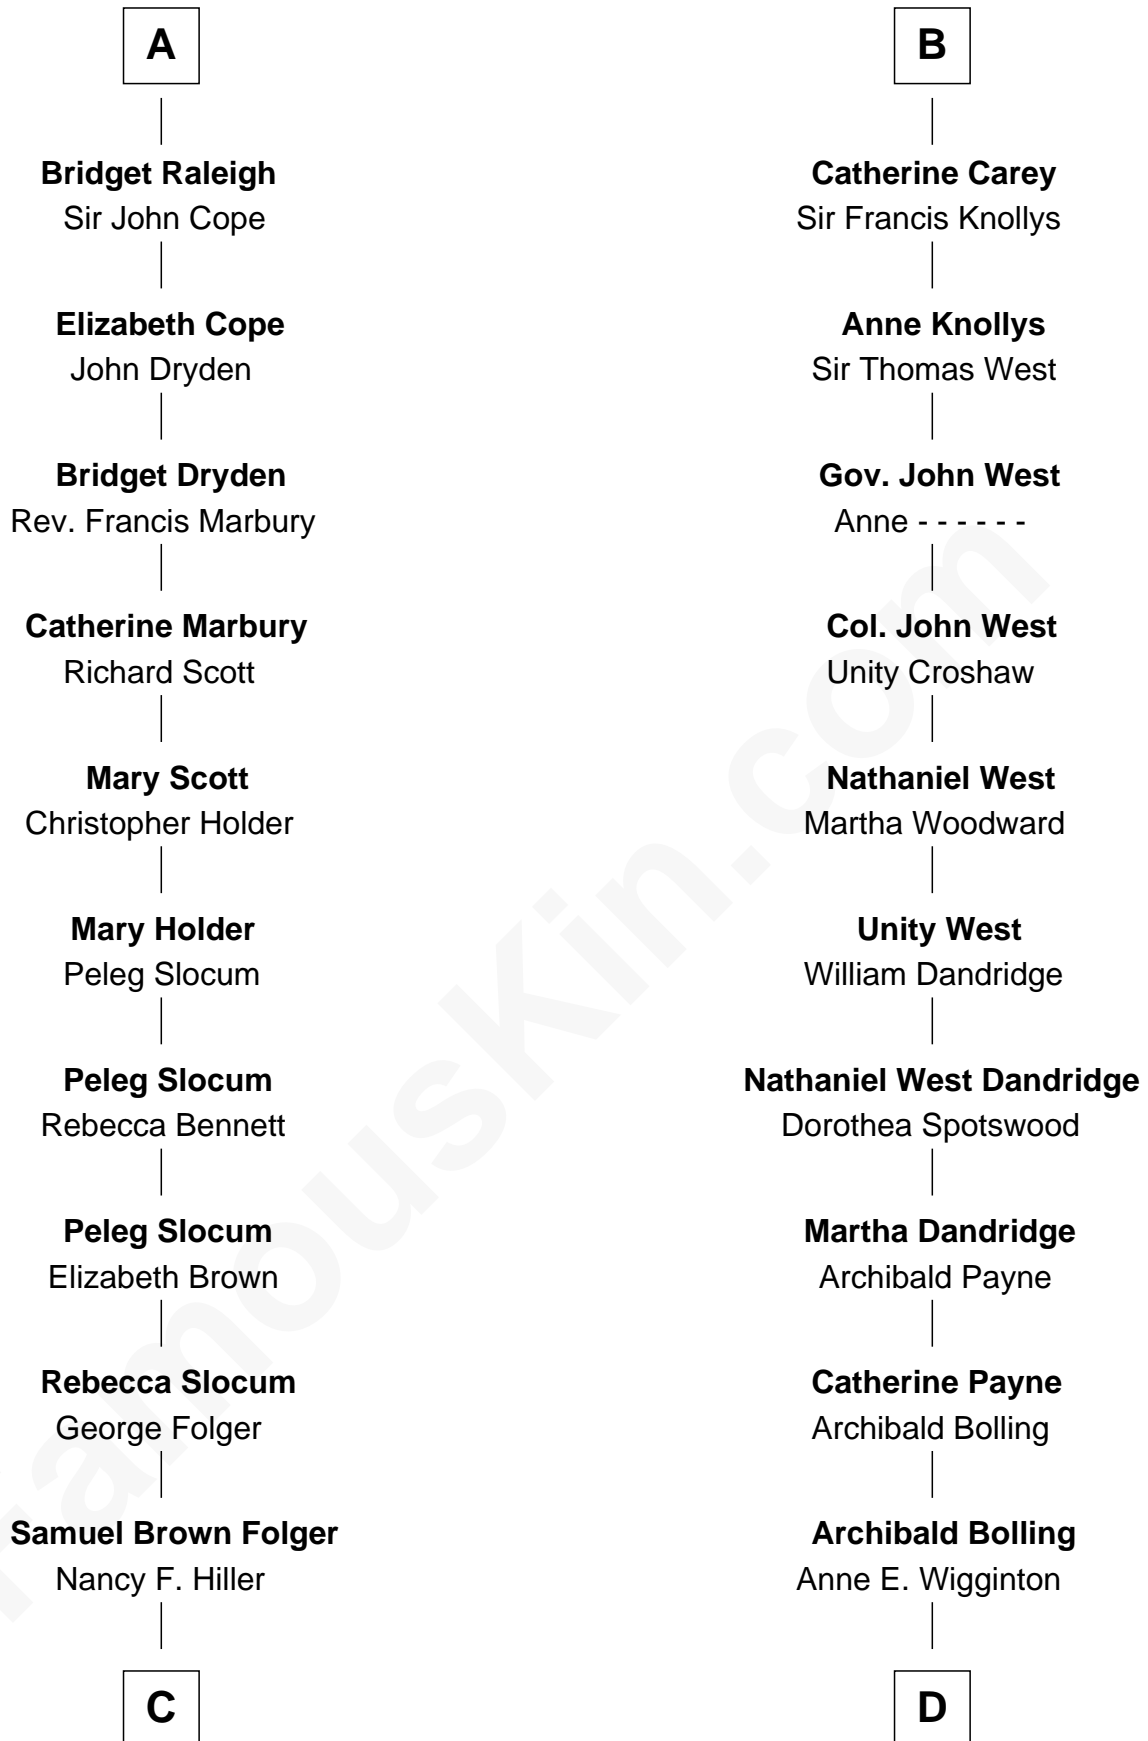 A
Bridget Raleigh
Sir John Cope
Elizabeth Cope
John Dryden
Bridget Dryden
Rev. Francis Marbury
Catherine Marbury
Richard Scott
Mary Scott
Christopher Holder
Mary Holder
Peleg Slocum
Peleg Slocum
Rebecca Bennett
Peleg Slocum
Elizabeth Brown
Rebecca Slocum
George Folger
Samuel Brown Folger
Nancy F. Hiller
C
B
Catherine Carey
Sir Francis Knollys
Anne Knollys
Sir Thomas West
Gov. John West
Anne - - - - - -
Col. John West
Unity Croshaw
Nathaniel West
Martha Woodward
Unity West
William Dandridge
Nathaniel West Dandridge
Dorothea Spotswood
Martha Dandridge
Archibald Payne
Catherine Payne
Archibald Bolling
Archibald Bolling
Anne E. Wigginton
D
FamousKin.com